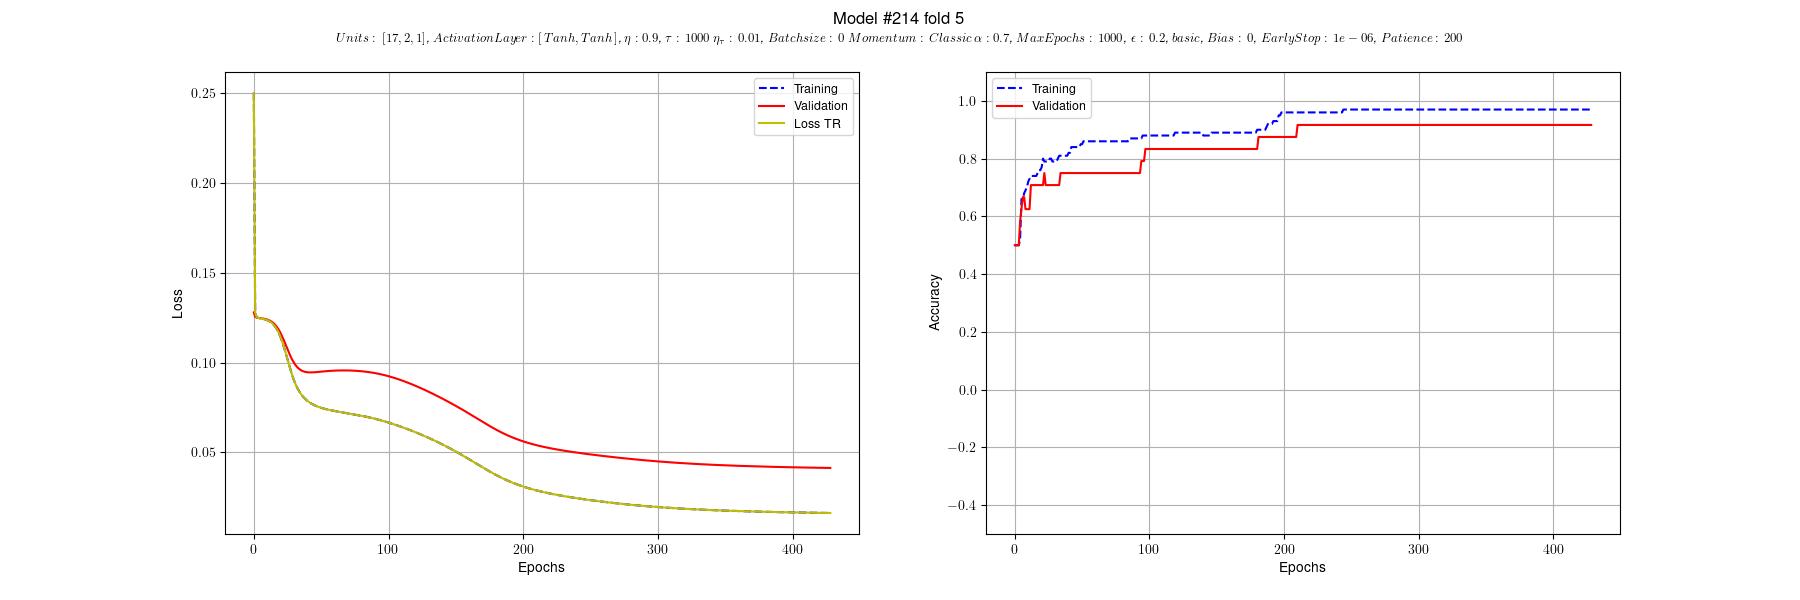 Model #214 fold 5
Units : [17, 2, 1], ActivationLayer : [Tanh, Tanh], η : 0.9, τ : 1000 η_τ : 0.01, Batchsize : 0 Momentum : Classic α : 0.7, MaxEpochs : 1000, ϵ : 0.2, basic, Bias : 0, EarlyStop : 1e − 06, Patience : 200
Training
Validation
Loss TR
0.25
0.20
0.15
0.10
0.05
Loss
0 100 200 300 400
Epochs
Training
Validation
1.0
0.8
0.6
0.4
0.2
0.0
−0.2
−0.4
Accuracy
0 100 200 300 400
Epochs